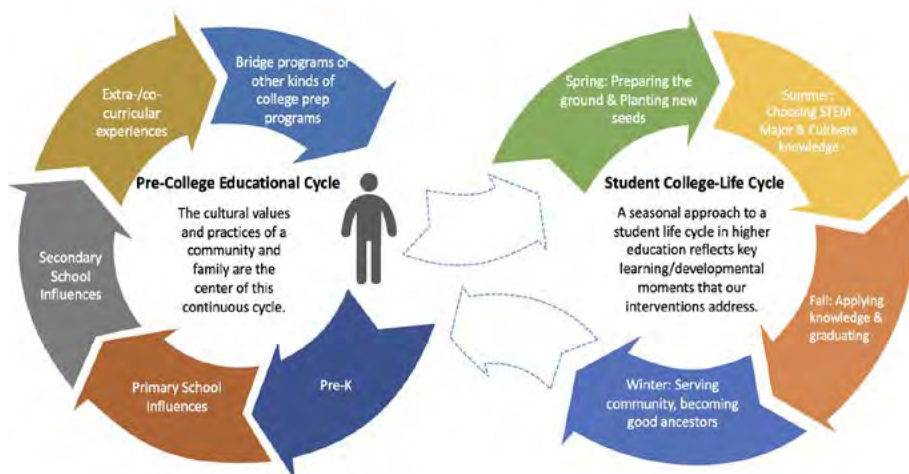 Bridge programs or
other kinds of
college prep
programs
Extra-/co-
curricular
experiences
Secondary
School
Influences
Primary School
Influences
Pre-K
Pre-College Educational Cycle
The cultural values
and practices of a
community and
family are the
center of this
continuous cycle.
Spring: Preparing the
ground & Planting new
seeds
Summer:
Choosing STEM
Major & Cultivate
knowledge
Fall: Applying
knowledge &
graduating
Winter: Serving
community, becoming
good ancestors
Student College-Life Cycle
A seasonal approach to a
student life cycle in higher
education reflects key
learning/developmental
moments that our
interventions address.